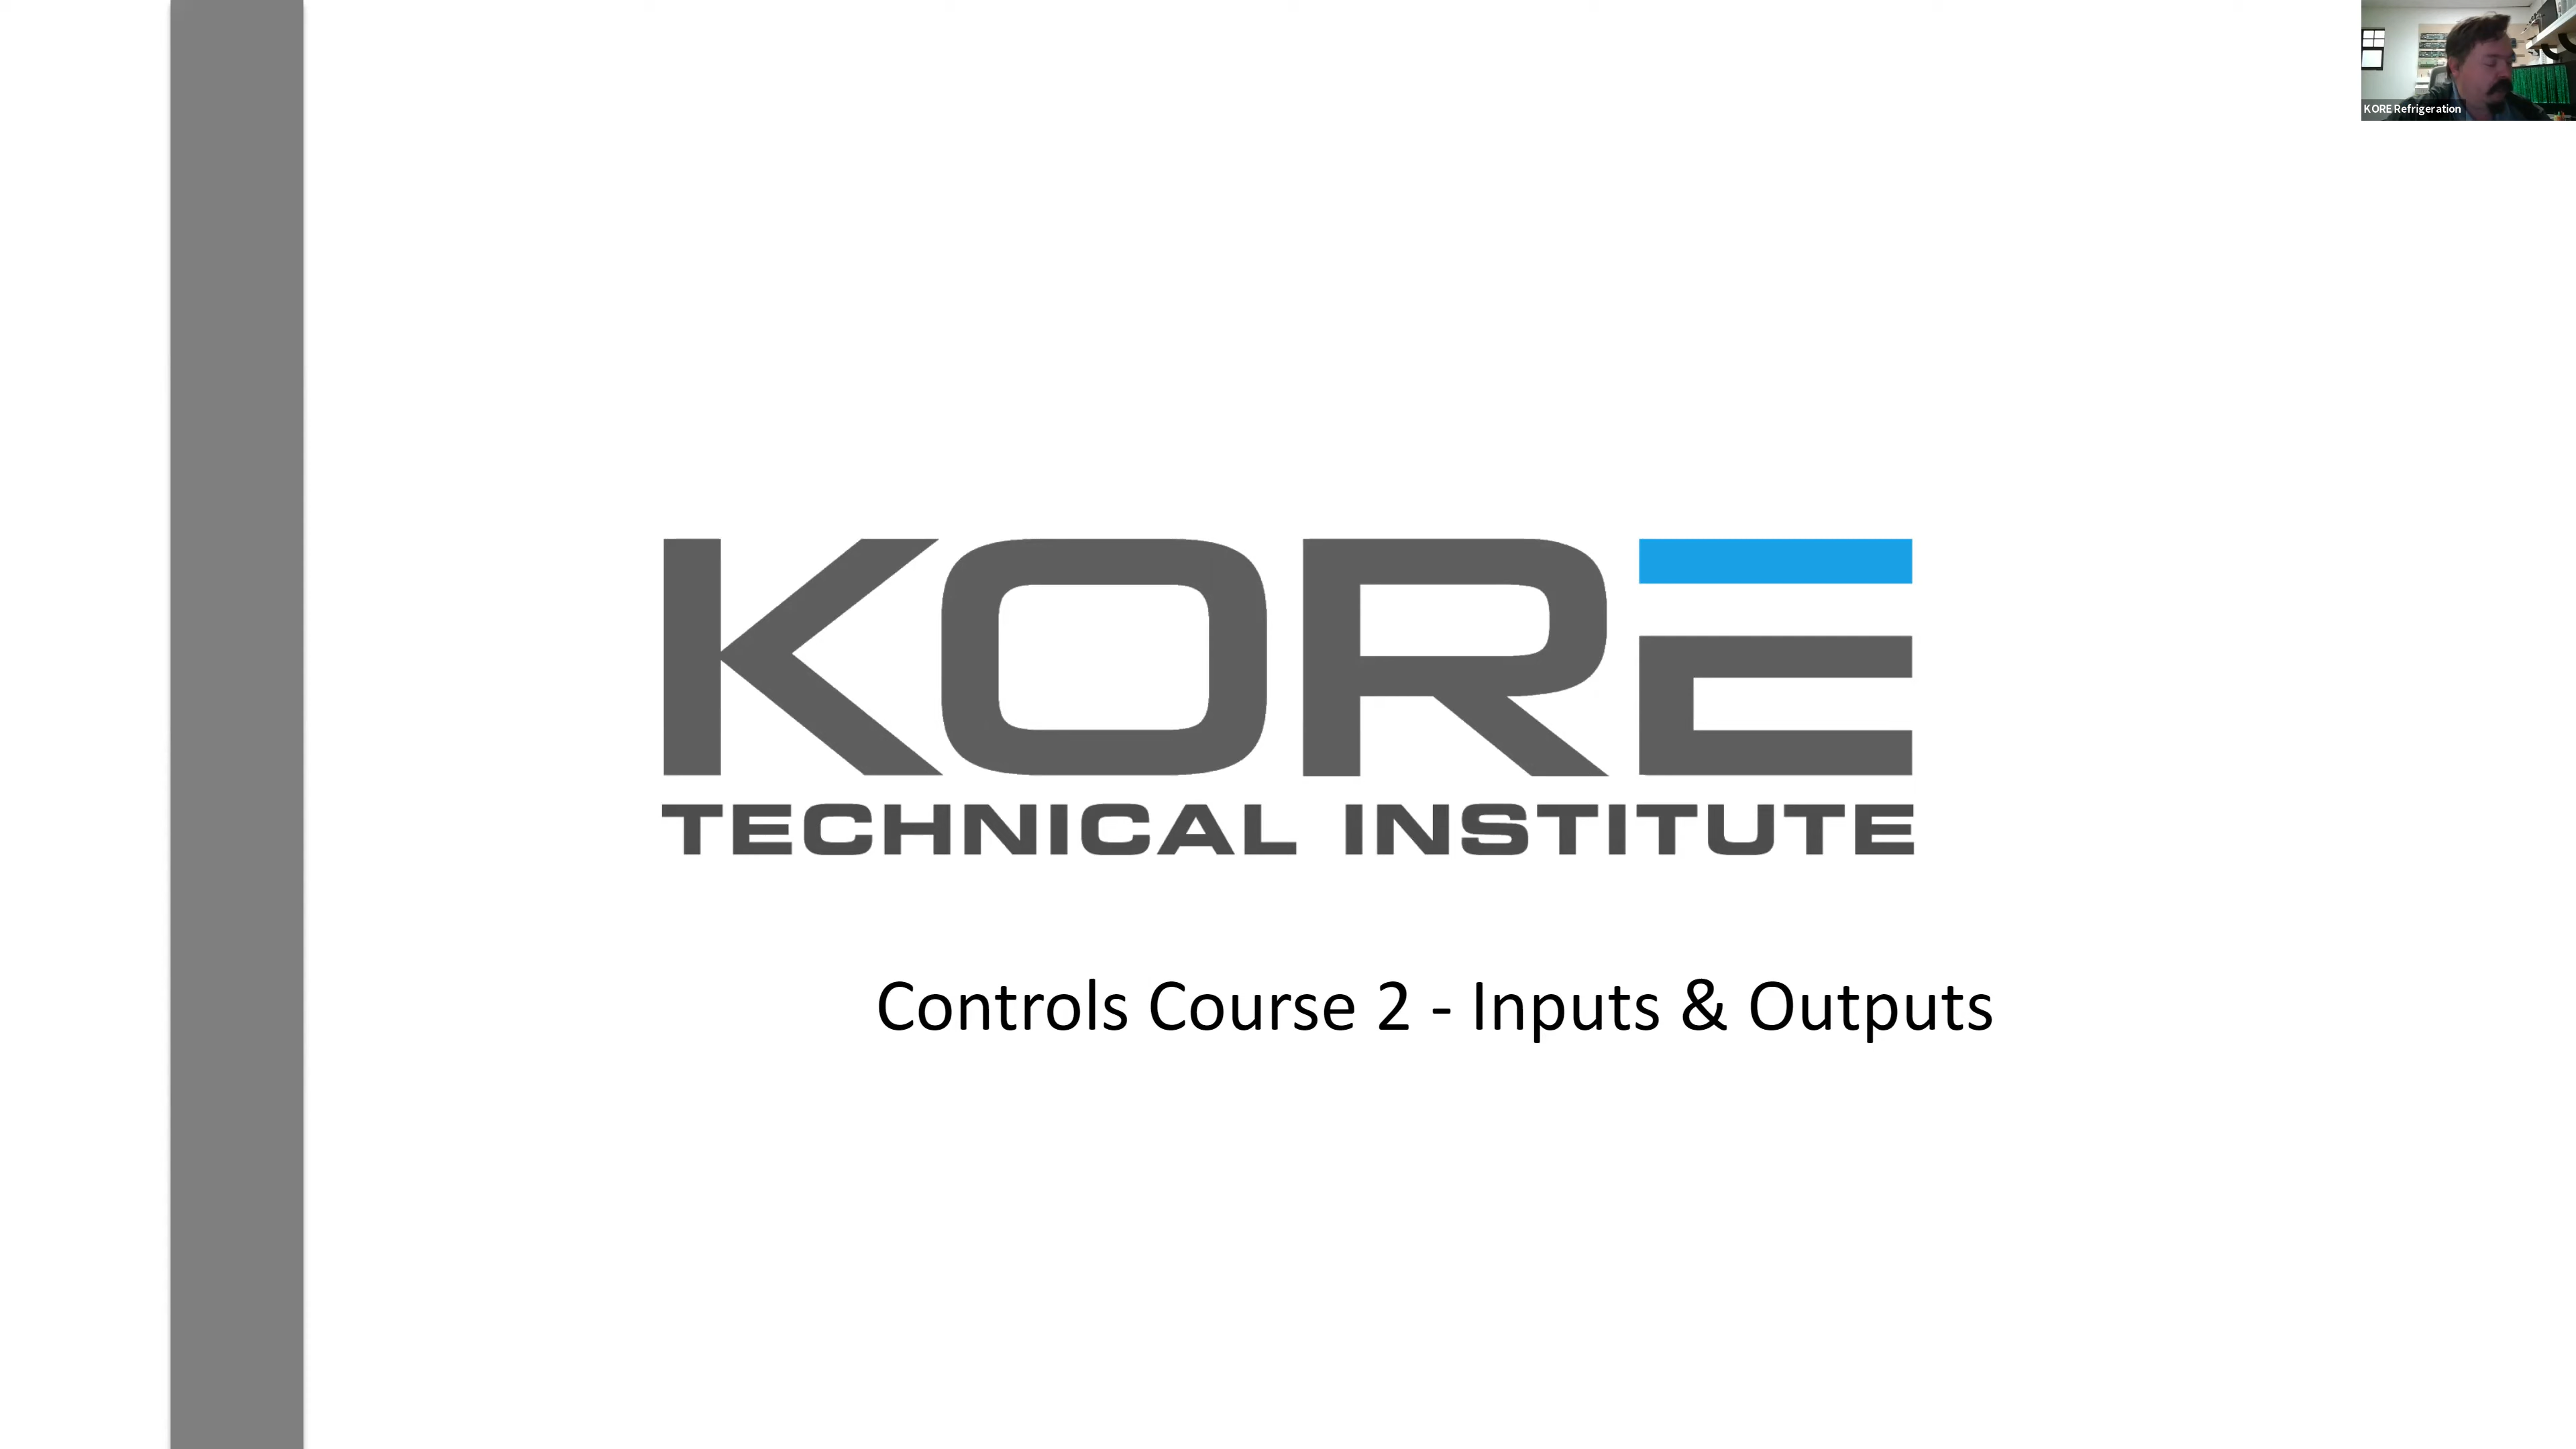 KORE Refrigeration
KORE
TECHNICAL INSTITUTE
Controls Course 2 - Inputs & Outputs